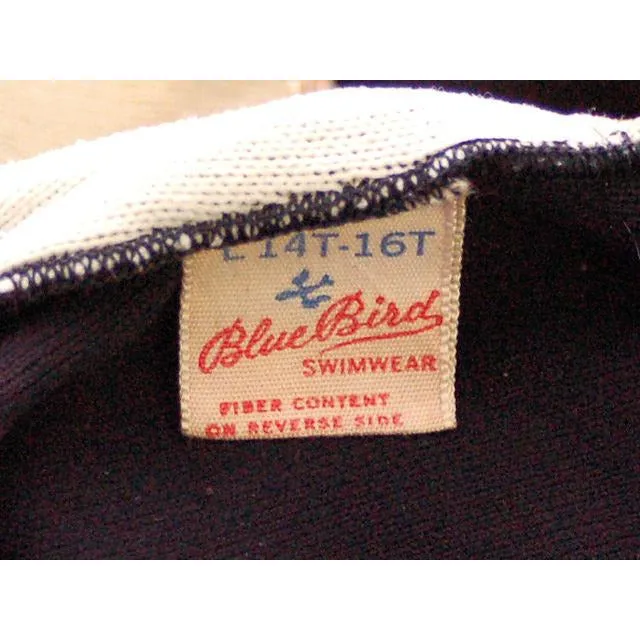 L 14T-16T
Blue Bird
SWIMWEAR
FIBER CONTENT
ON REVERSE SIDE